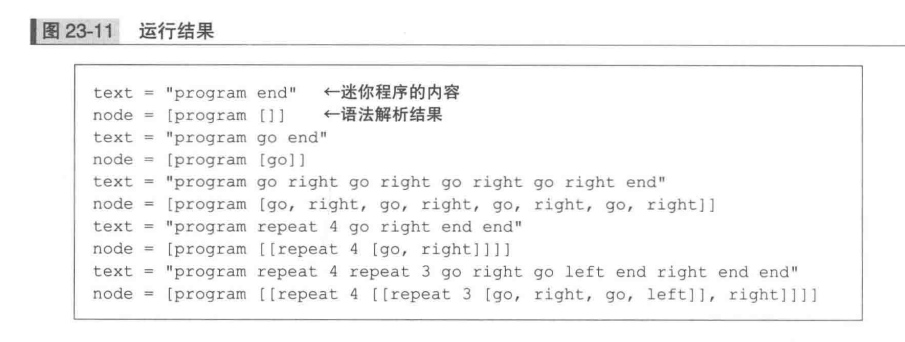 图 23-11 运行结果
text = "program end" ←迷你程序的内容
node = [program []] ←语法解析结果
text = "program go end"
node = [program [go]]
text = "program go right go right go right go right end"
node = [program [go, right, go, right, go, right, go, right]]
text = "program repeat 4 go right end end"
node = [program [[repeat 4 [go, right]]]]
text = "program repeat 4 repeat 3 go right go left end right end end"
node = [program [[repeat 4 [[repeat 3 [go, right, go, left]], right]]]]